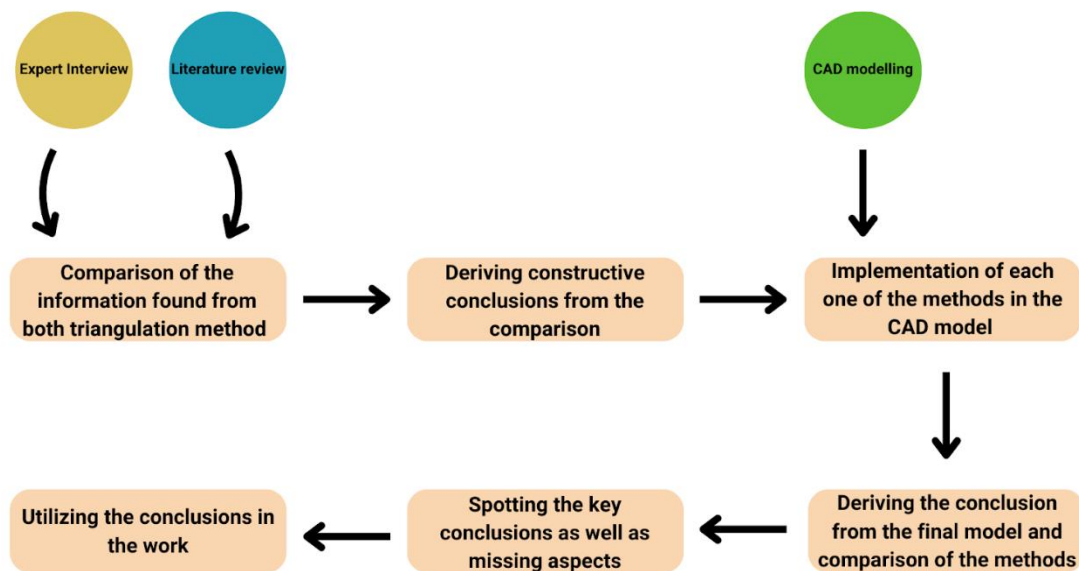 Expert Interview
Literature review
CAD modelling
Comparison of the
information found from
both triangulation method
Deriving constructive
conclusions from the
comparison
Implementation of each
one of the methods in the
CAD model
Utilizing the conclusions in
the work
Spotting the key
conclusions as well as
missing aspects
Deriving the conclusion
from the final model and
comparison of the methods